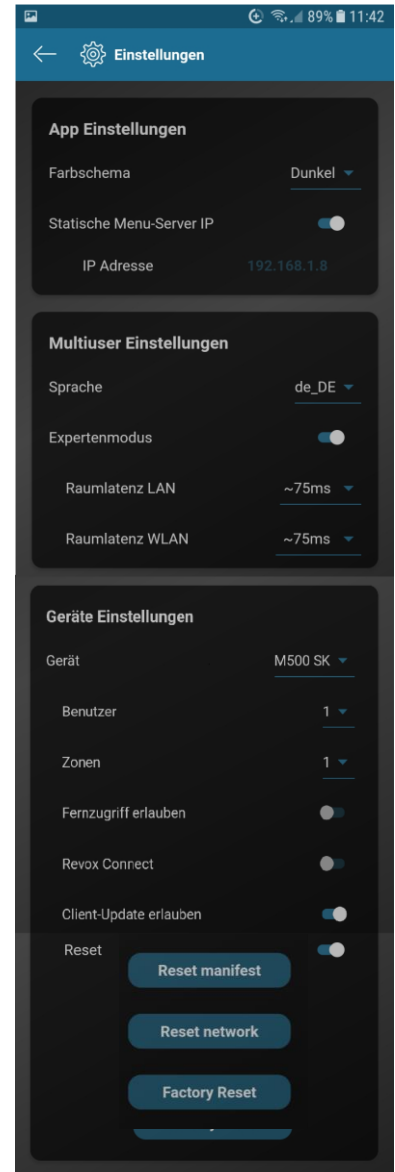 89% 11:42
Einstellungen
App Einstellungen
Farbschema Dunkel
Statische Menu-Server IP
IP Adresse 192.168.1.8
Multiuser Einstellungen
Sprache de_DE
Expertenmodus
Raumlatenz LAN ~75ms
Raumlatenz WLAN ~75ms
Geräte Einstellungen
Gerät M500 SK
Benutzer 1
Zonen 1
Fernzugriff erlauben
Revox Connect
Client-Update erlauben
Reset
Reset manifest
Reset network
Factory Reset